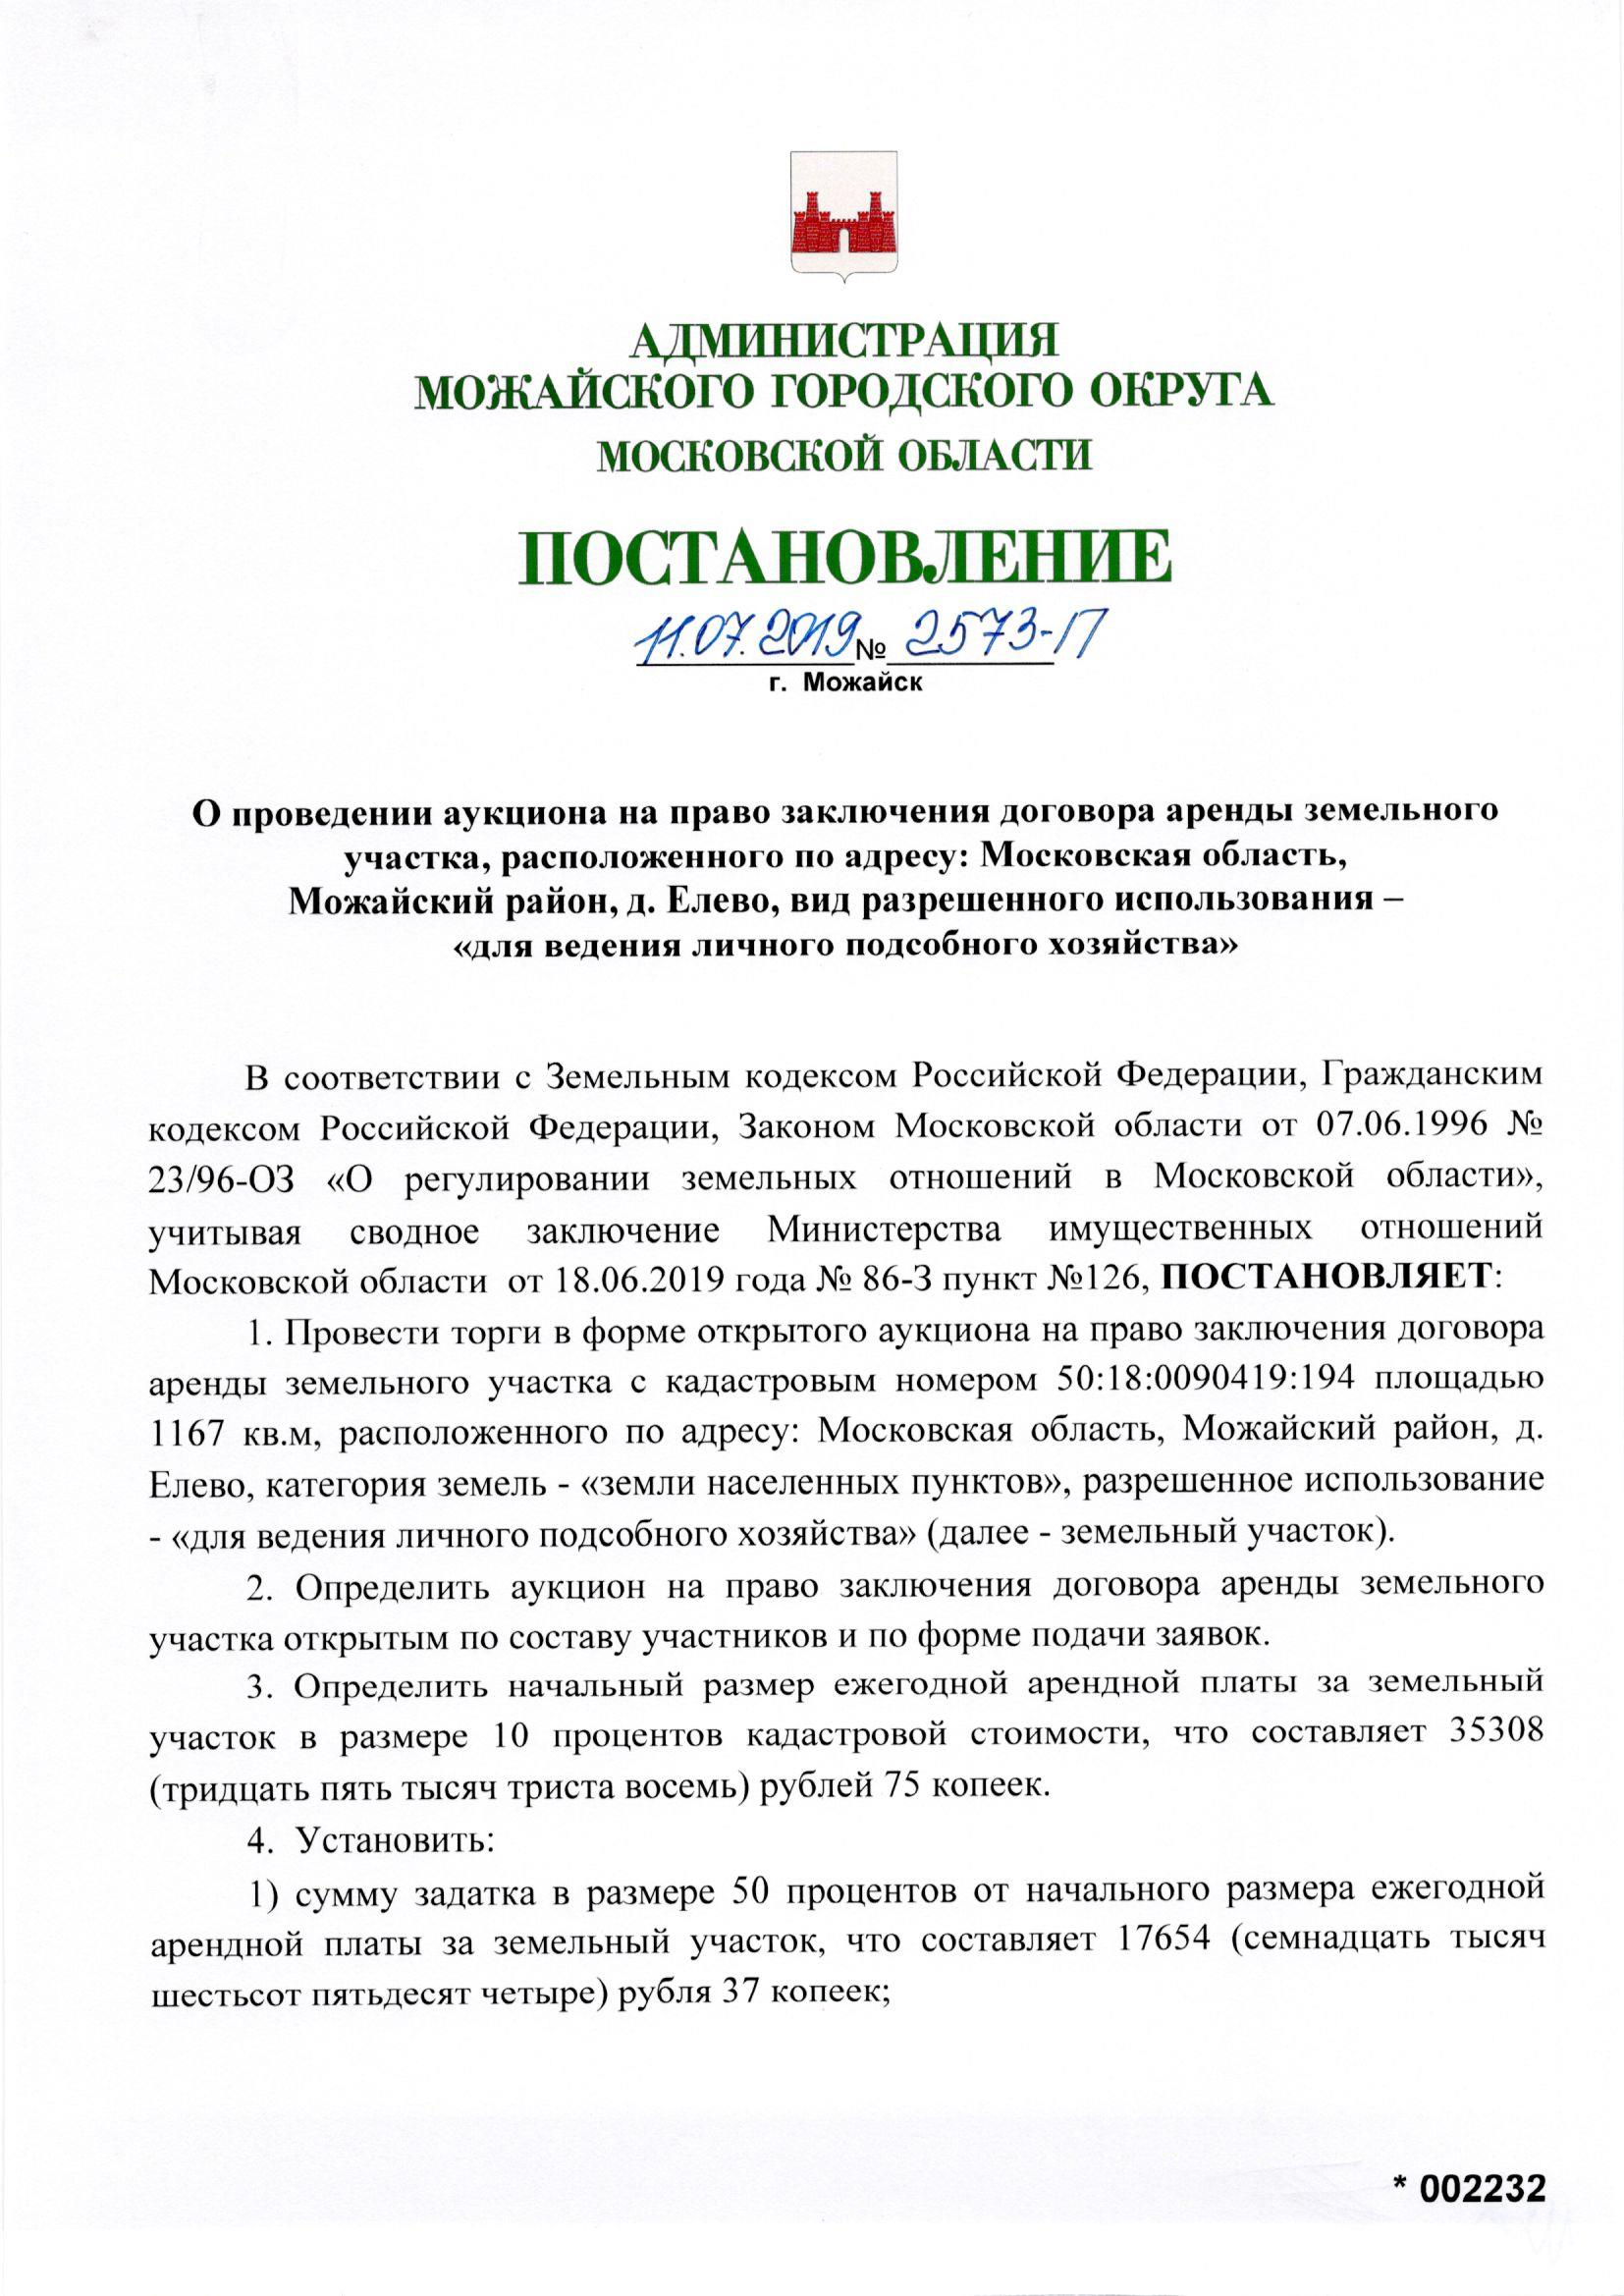 АДМИНИСТРАЦИЯ
МОЖАЙСКОГО ГОРОДСКОГО ОКРУГА
МОСКОВСКОЙ ОБЛАСТИ
ПОСТАНОВЛЕНИЕ
11.07.2019 № 2573-П
г. Можайск
О проведении аукциона на право заключения договора аренды земельного
участка, расположенного по адресу: Московская область,
Можайский район, д. Елево, вид разрешенного использования –
«для ведения личного подсобного хозяйства»
В соответствии с Земельным кодексом Российской Федерации, Гражданским
кодексом Российской Федерации, Законом Московской области от 07.06.1996 №
23/96-ОЗ «О регулировании земельных отношений в Московской области»,
учитывая сводное заключение Министерства имущественных отношений
Московской области от 18.06.2019 года № 86-З пункт №126, ПОСТАНОВЛЯЕТ:
1. Провести торги в форме открытого аукциона на право заключения договора
аренды земельного участка с кадастровым номером 50:18:0090419:194 площадью
1167 кв.м, расположенного по адресу: Московская область, Можайский район, д.
Елево, категория земель - «земли населенных пунктов», разрешенное использование
- «для ведения личного подсобного хозяйства» (далее - земельный участок).
2. Определить аукцион на право заключения договора аренды земельного
участка открытым по составу участников и по форме подачи заявок.
3. Определить начальный размер ежегодной арендной платы за земельный
участок в размере 10 процентов кадастровой стоимости, что составляет 35308
(тридцать пять тысяч триста восемь) рублей 75 копеек.
4. Установить:
1) сумму задатка в размере 50 процентов от начального размера ежегодной
арендной платы за земельный участок, что составляет 17654 (семнадцать тысяч
шестьсот пятьдесят четыре) рубля 37 копеек;
* 002232